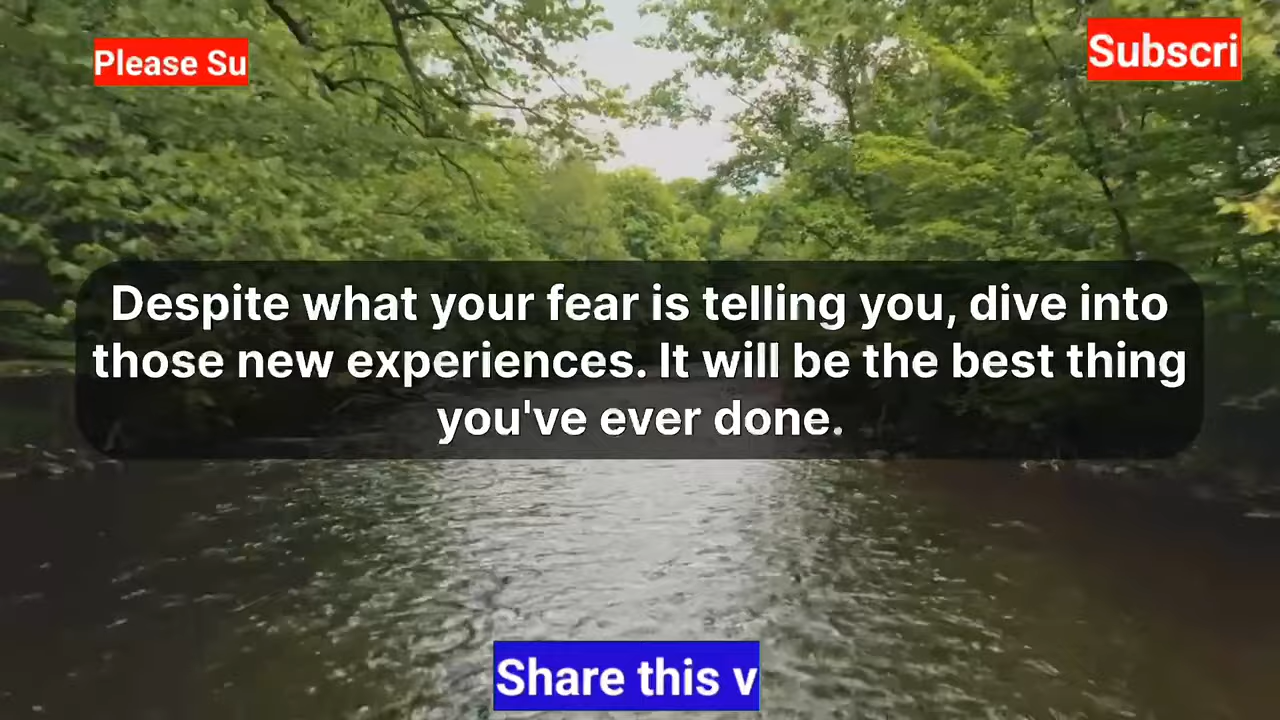 Please Su
Subscri
Despite what your fear is telling you, dive into
those new experiences. It will be the best thing
you've ever done.
Share this v